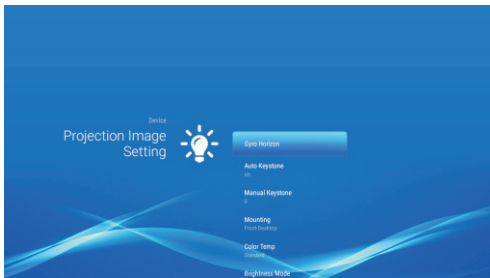 Device
Projection Image
Setting
Gyro Horizon
Auto Keystone
on
Manual Keystone
0
Mounting
Front Desktop
Color Temp
Standard
Brightness Mode